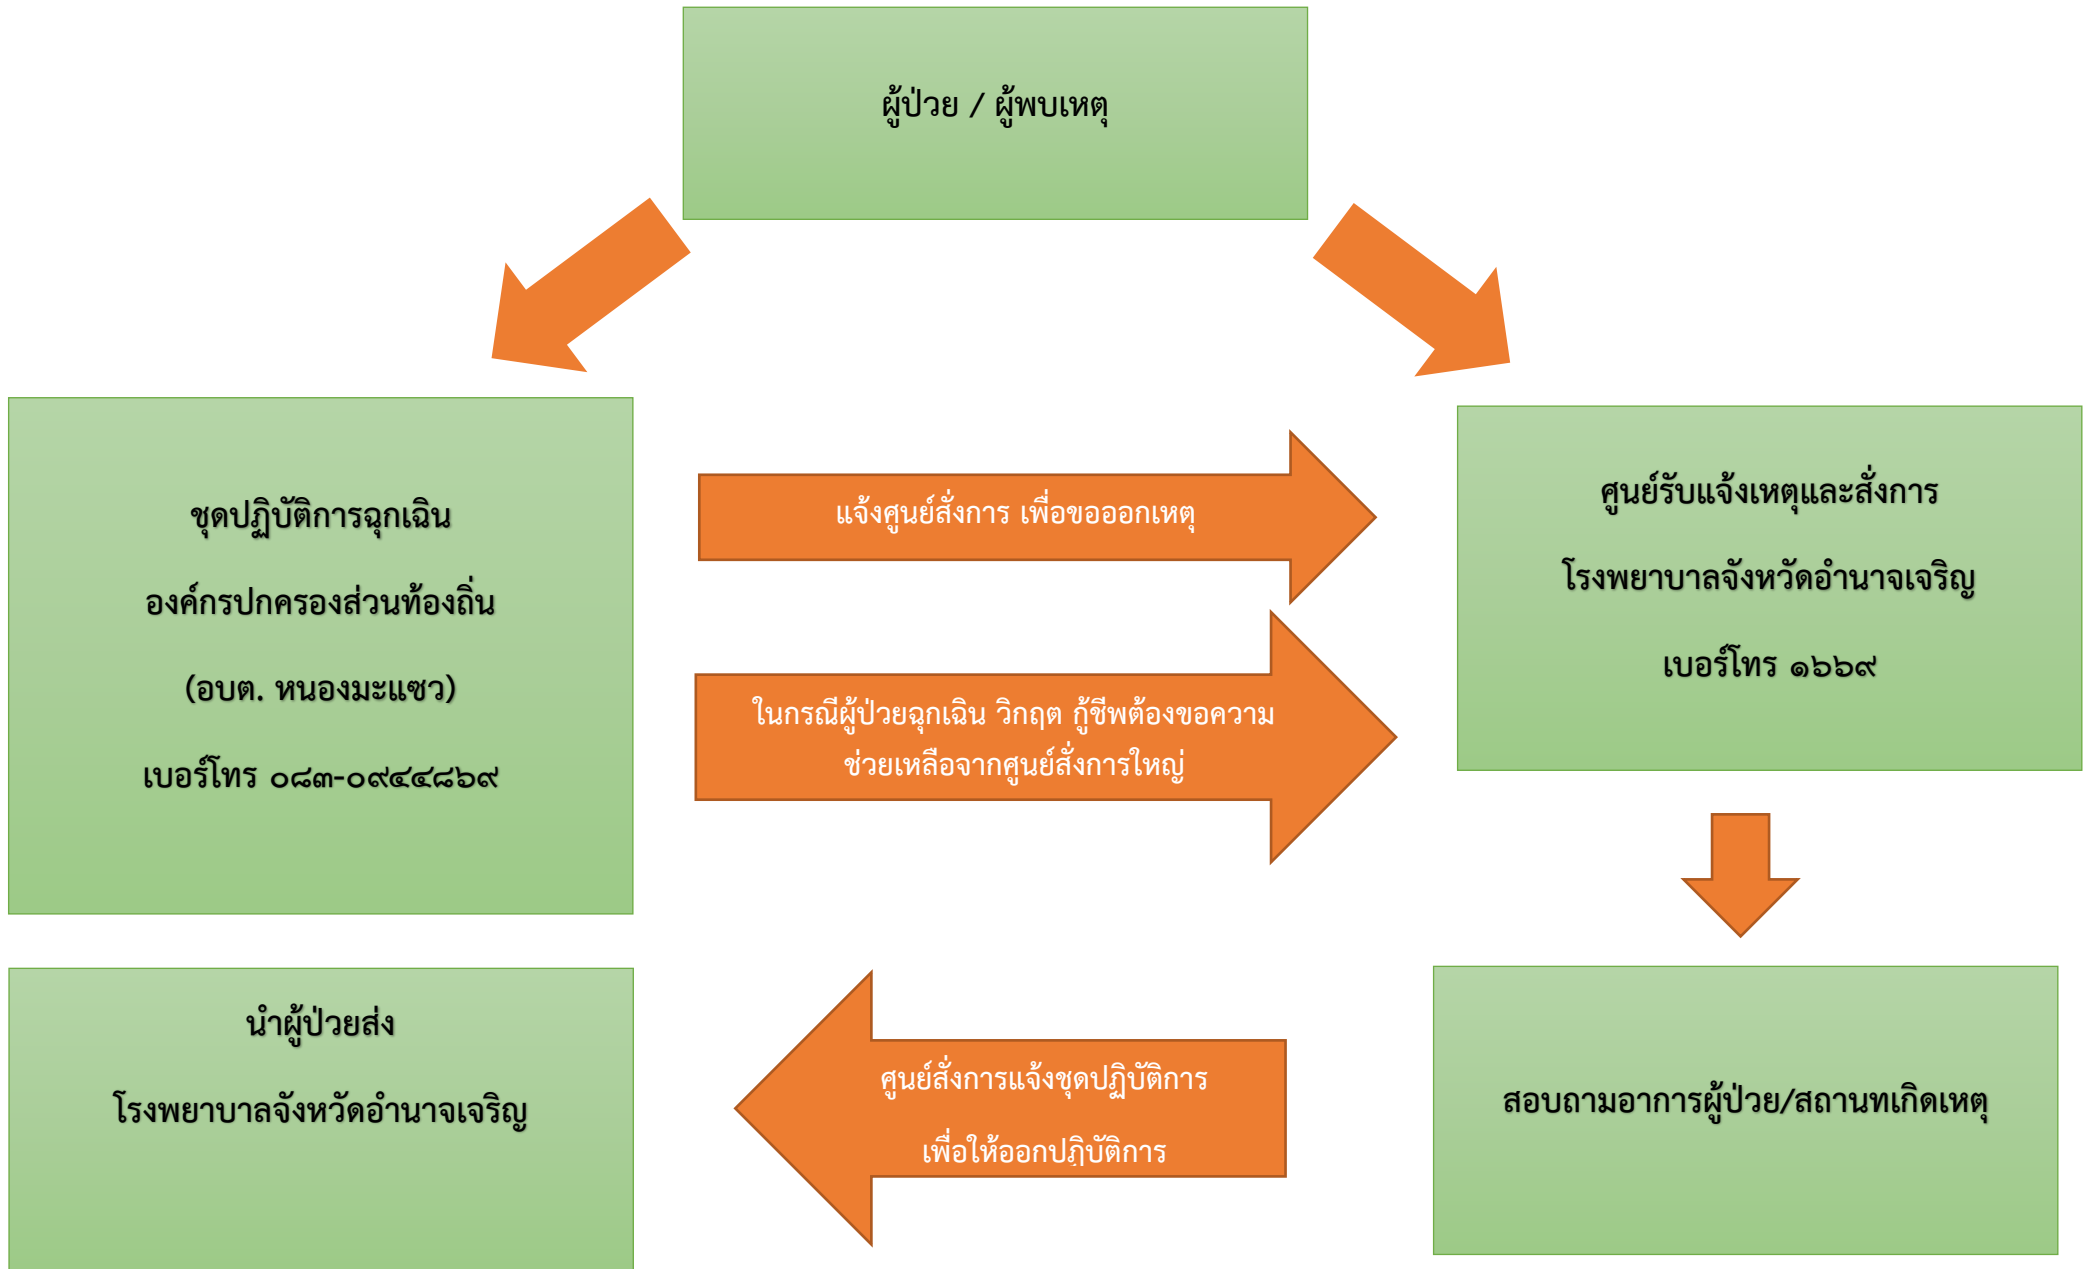 ผู้ป่วย / ผู้พบเหตุ
ชุดปฏิบัติการฉุกเฉิน
องค์กรปกครองส่วนท้องถิ่น
(อบต. หนองมะแซว)
เบอร์โทร ๐๘๓-๐๙๔๔๘๖๙
แจ้งศูนย์สั่งการ เพื่อขอออกเหตุ
ในกรณีผู้ป่วยฉุกเฉิน วิกฤต กู้ชีพต้องขอความ
ช่วยเหลือจากศูนย์สั่งการใหญ่
ศูนย์รับแจ้งเหตุและสั่งการ
โรงพยาบาลจังหวัดอำนาจเจริญ
เบอร์โทร ๑๖๖๙
สอบถามอาการผู้ป่วย/สถานทเกิดเหตุ
ศูนย์สั่งการแจ้งชุดปฏิบัติการ
เพื่อให้ออกปฏิบัติการ
นำผู้ป่วยส่ง
โรงพยาบาลจังหวัดอำนาจเจริญ